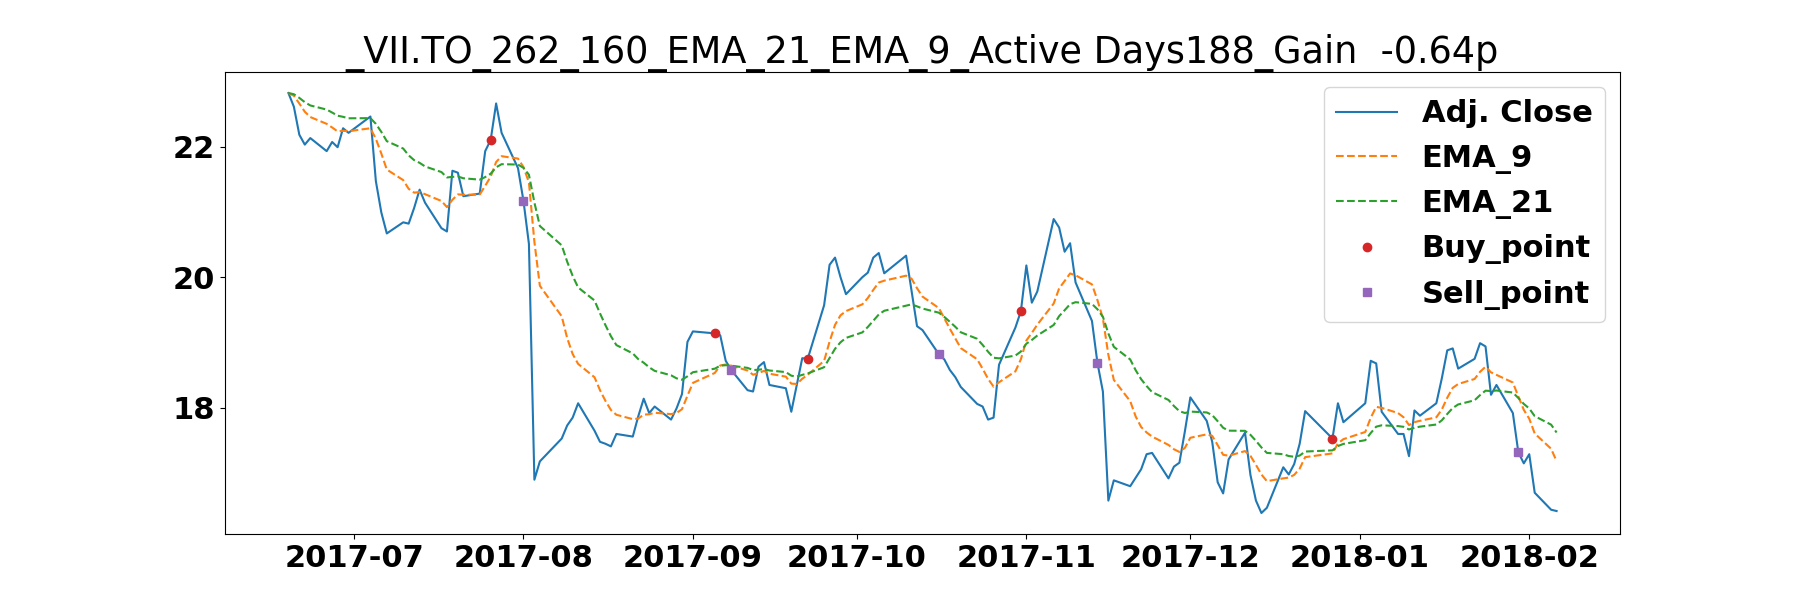 _VII.TO_262_160_EMA_21_EMA_9_Active Days188_Gain  -0.64p
Adj. Close
EMA_9
EMA_21
Buy_point
Sell_point
22
20
18
2017-07 2017-08 2017-09 2017-10 2017-11 2017-12 2018-01 2018-02